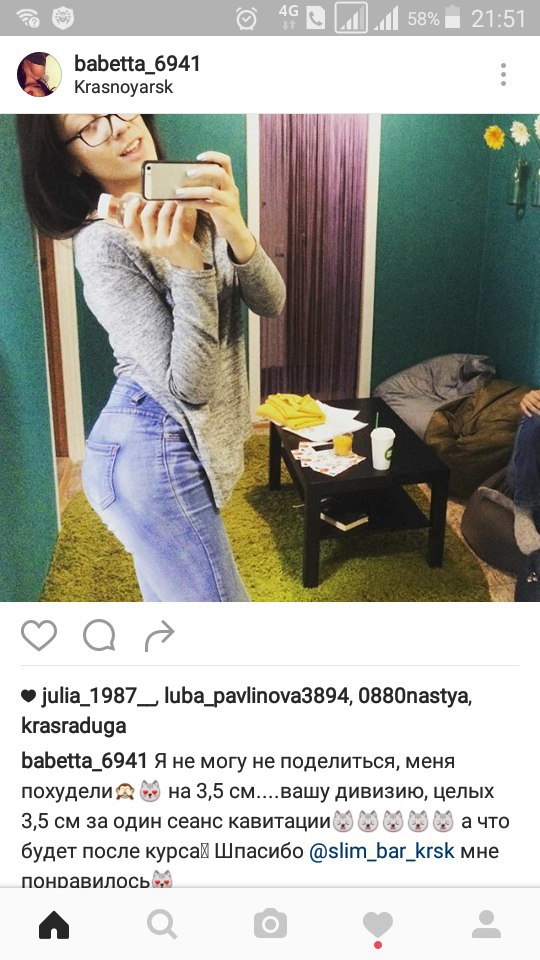 4G 58% 21:51
babetta_6941
Krasnoyarsk
julia_1987__, luba_pavlinova3894, 0880nastya,
krasraduga
babetta_6941 Я не могу не поделиться, меня
похудели🙈😻 на 3,5 см....вашу дивизию, целых
3,5 см за один сеанс кавитации😹😹😹😹😹 а что
будет после курса Шпасибо @slim_bar_krsk мне
понравилось😻